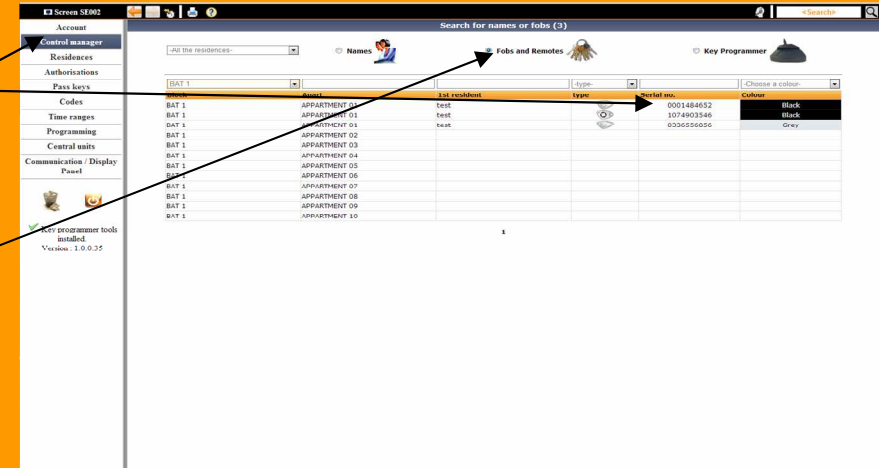 Screen SE002
<Search>
Search for names or fobs (3)
Account
Control manager
Residences
Authorisations
Pass keys
Codes
Time ranges
Programming
Central units
Communication / Display
Panel
Key programmer tools
installed.
Version : 1.0.0.35
-All the residences-
Names
Fobs and Remotes
Key Programmer
BAT 1 -type- -Choose a colour-
Block Apart 1st resident type Serial no. Colour
BAT 1 APPARTMENT 01 test 0001484652 Black
BAT 1 APPARTMENT 01 test 1074903546 Black
BAT 1 APPARTMENT 01 test 0336556056 Grey
BAT 1 APPARTMENT 02
BAT 1 APPARTMENT 03
BAT 1 APPARTMENT 04
BAT 1 APPARTMENT 05
BAT 1 APPARTMENT 06
BAT 1 APPARTMENT 07
BAT 1 APPARTMENT 08
BAT 1 APPARTMENT 09
BAT 1 APPARTMENT 10
1